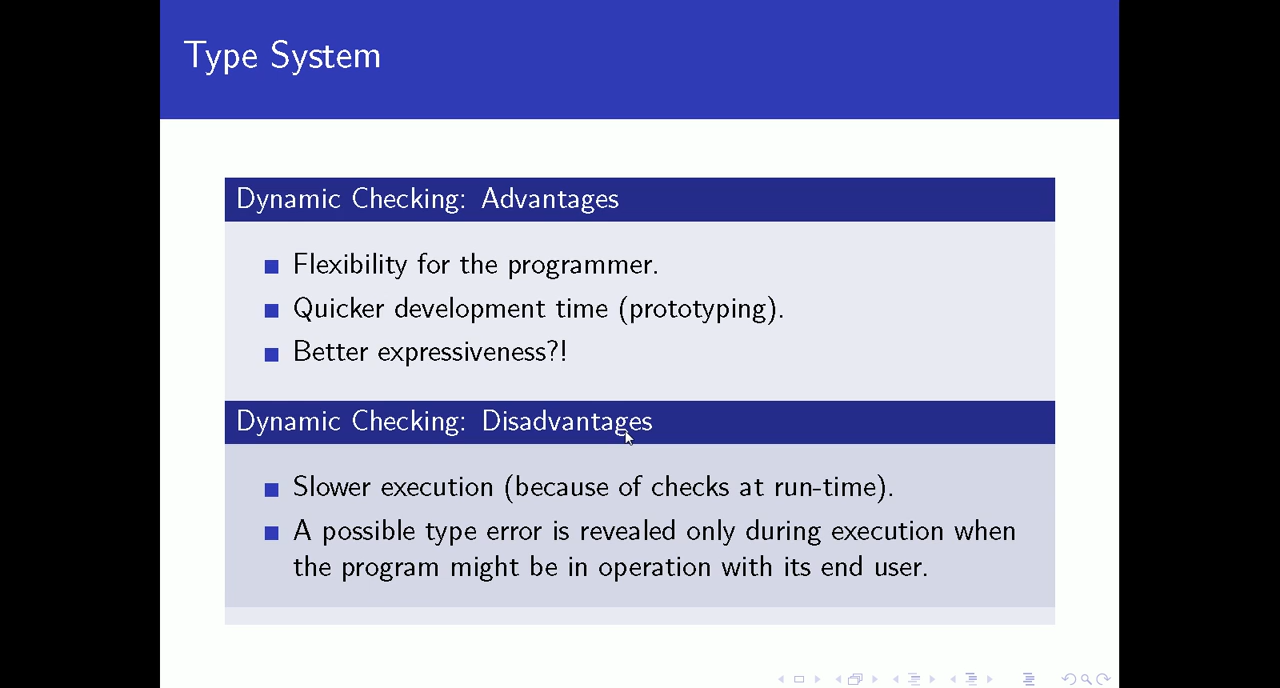 Type System
Dynamic Checking: Advantages
Flexibility for the programmer.
Quicker development time (prototyping).
Better expressiveness?!
Dynamic Checking: Disadvantages
Slower execution (because of checks at run-time).
A possible type error is revealed only during execution when
the program might be in operation with its end user.